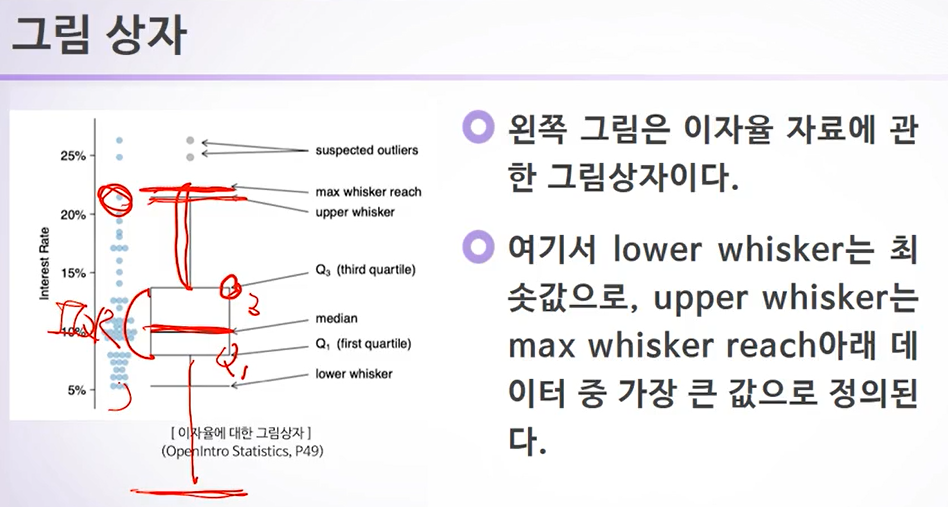 그림 상자
25%
20%
15%
10%
5%
Interest Rate
suspected outliers
max whisker reach
upper whisker
Q3 (third quartile)
3
median
IQR
Q1 (first quartile)
Q1
lower whisker
[ 이자율에 대한 그림상자 ]
(OpenIntro Statistics, P49)
왼쪽 그림은 이자율 자료에 관
한 그림상자이다.
여기서 lower whisker는 최
솟값으로, upper whisker는
max whisker reach아래 데
이터 중 가장 큰 값으로 정의된
다.